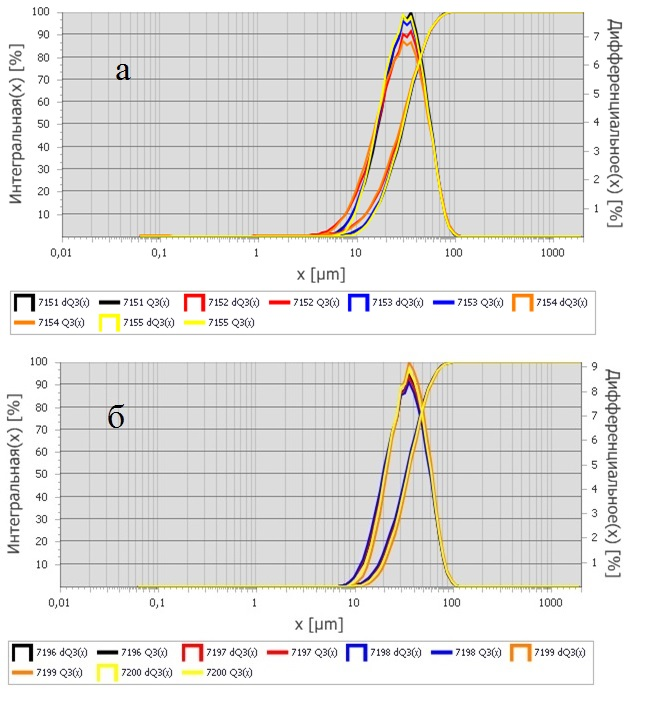 100
90
80
70
60
50
40
30
20
10
Интегральная(x) [%]
а
7
6
5
4
3
2
1
Дифференциальное(x) [%]
0,01 0,1 1 10 100 1000
x [µm]
7151 dQ3(x) 7151 Q3(x) 7152 dQ3(x) 7152 Q3(x) 7153 dQ3(x) 7153 Q3(x) 7154 dQ3(x)
7154 Q3(x) 7155 dQ3(x) 7155 Q3(x)
100
90
80
70
60
50
40
30
20
10
Интегральная(x) [%]
б
9
8
7
6
5
4
3
2
1
Дифференциальное(x) [%]
0,01 0,1 1 10 100 1000
x [µm]
7196 dQ3(x) 7196 Q3(x) 7197 dQ3(x) 7197 Q3(x) 7198 dQ3(x) 7198 Q3(x) 7199 dQ3(x)
7199 Q3(x) 7200 dQ3(x) 7200 Q3(x)